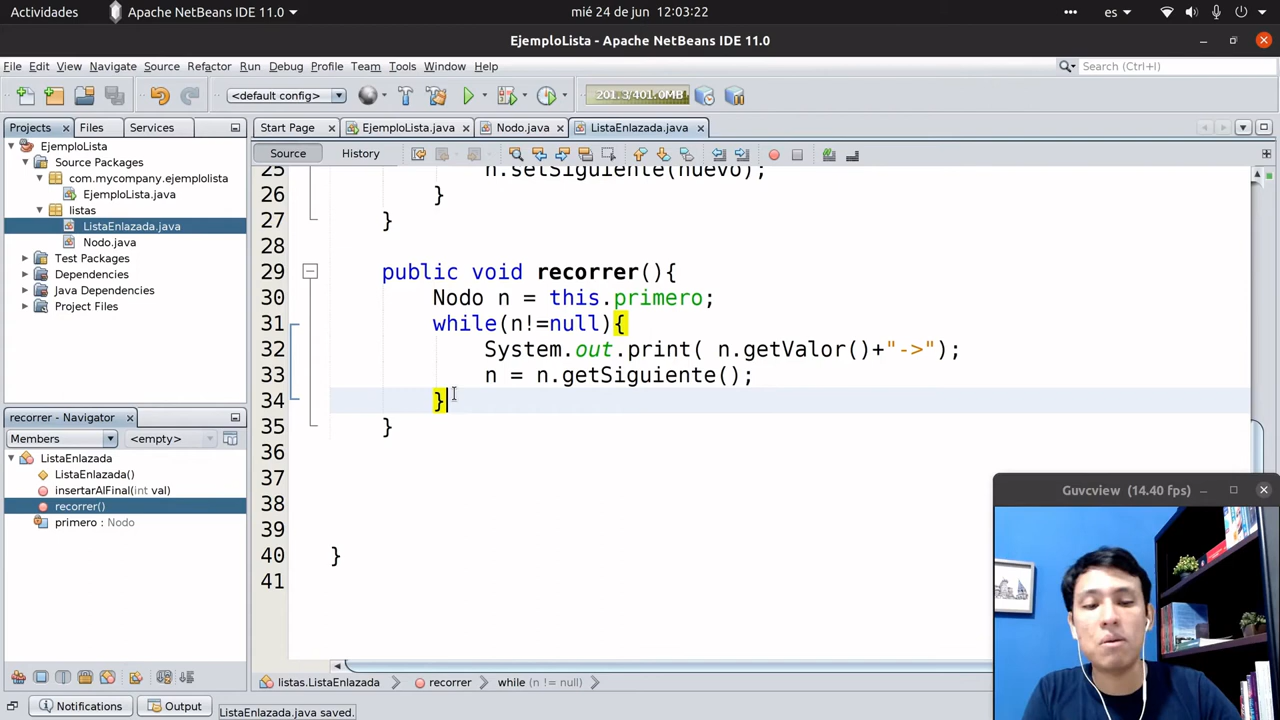 Actividades Apache NetBeans IDE 11.0 mié 24 de jun 12:03:22 es
EjemploLista - Apache NetBeans IDE 11.0
File Edit View Navigate Source Refactor Run Debug Profile Team Tools Window Help Search (Ctrl+I)
<default config> 201.3/401.0MB
Projects Files Services Start Page EjemploLista.java Nodo.java ListaEnlazada.java
EjemploLista
Source Packages
com.mycompany.ejemplolista
EjemploLista.java
listas
ListaEnlazada.java
Nodo.java
Test Packages
Dependencies
Java Dependencies
Project Files
recorrer - Navigator
Members <empty>
ListaEnlazada
ListaEnlazada()
insertarAlFinal(int val)
recorrer()
primero : Nodo
Source History
25 n.setSiguiente(nuevo);
26 }
27 }
28
29 public void recorrer(){
30 Nodo n = this.primero;
31 while(n!=null){
32 System.out.print( n.getValor()+"->");
33 n = n.getSiguiente();
34 }
35 }
36
37
38
39
40 }
41
Guvcview (14.40 fps)
listas.ListaEnlazada recorrer while (n != null)
Notifications Output ListaEnlazada.java saved.